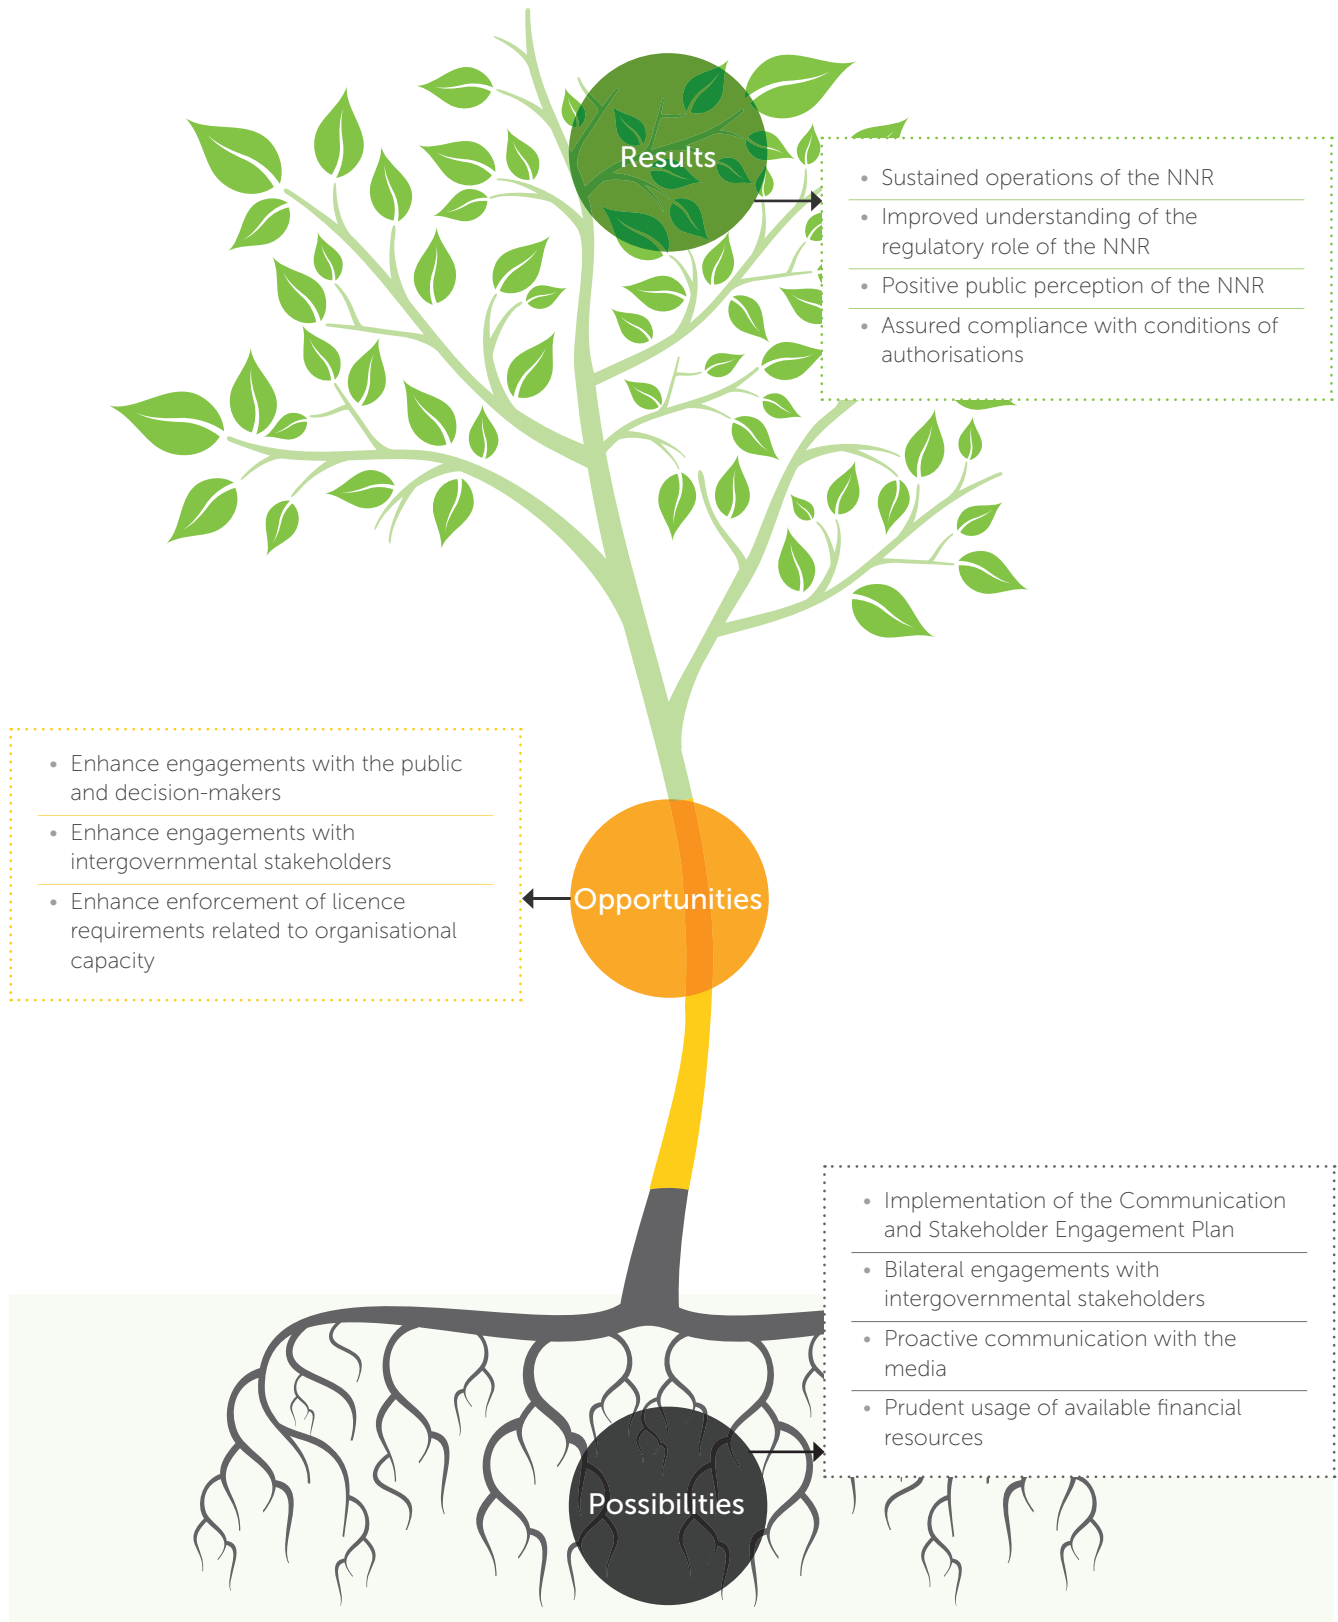 Results
• Sustained operations of the NNR
• Improved understanding of the
regulatory role of the NNR
• Positive public perception of the NNR
• Assured compliance with conditions of
authorisations
• Enhance engagements with the public
and decision-makers
• Enhance engagements with
intergovernmental stakeholders
• Enhance enforcement of licence
requirements related to organisational
capacity
Opportunities
• Implementation of the Communication
and Stakeholder Engagement Plan
• Bilateral engagements with
intergovernmental stakeholders
• Proactive communication with the
media
• Prudent usage of available financial
resources
Possibilities